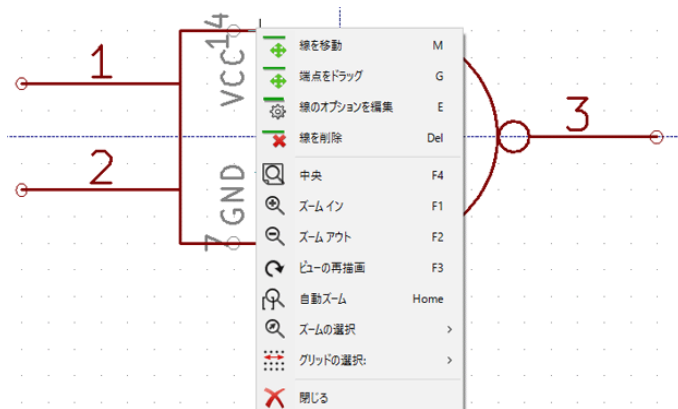 14
VCC
1
2
GND
7
3
線を移動 M
端点をドラッグ G
線のオプションを編集 E
線を削除 Del
中央 F4
ズーム イン F1
ズーム アウト F2
ビューの再描画 F3
自動ズーム Home
ズームの選択 >
グリッドの選択: >
閉じる